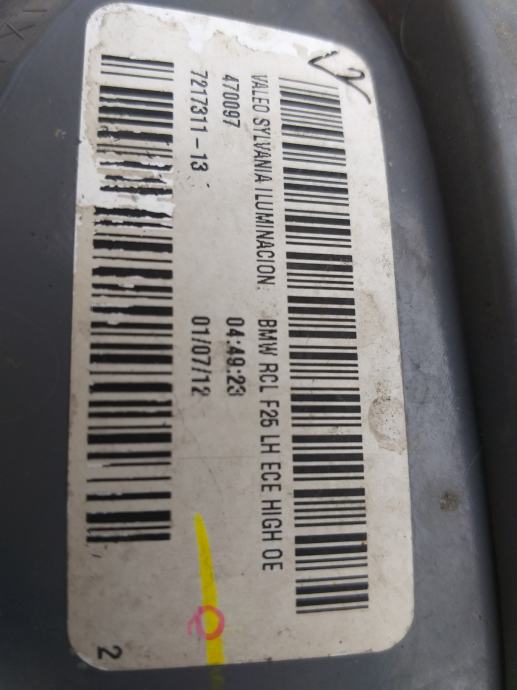 VALEO SYLVANIA ILUMINACION. BMW RCL F25 LH ECE HIGH OE
470097 04:49:23
7217311-13 01/07/12
2